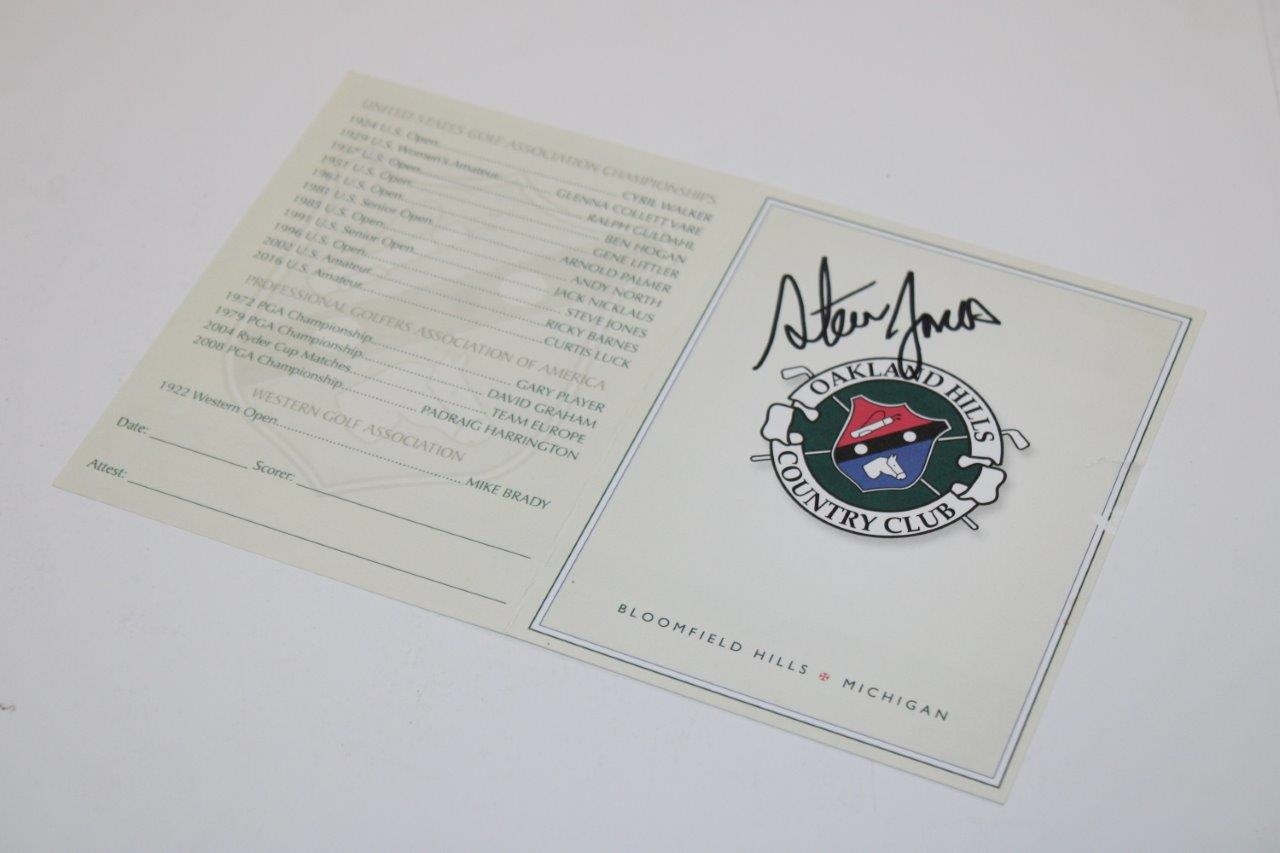 UNITED STATES GOLF ASSOCIATION CHAMPIONSHIPS
1924 U.S. Open........CYRIL WALKER
1929 U.S. Women's Amateur........GLENNA COLLETT VARE
1937 U.S. Open........RALPH GULDAHL
1951 U.S. Open........BEN HOGAN
1961 U.S. Open........GENE LITTLER
1981 U.S. Senior Open........ARNOLD PALMER
1985 U.S. Open........ANDY NORTH
1991 U.S. Senior Open........JACK NICKLAUS
1996 U.S. Open........STEVE JONES
2002 U.S. Amateur........RICKY BARNES
2016 U.S. Amateur........CURTIS LUCK
PROFESSIONAL GOLFERS ASSOCIATION OF AMERICA
1972 PGA Championship........GARY PLAYER
1979 PGA Championship........DAVID GRAHAM
2004 Ryder Cup Matches........TEAM EUROPE
2008 PGA Championship........PADRAIG HARRINGTON
WESTERN GOLF ASSOCIATION
1922 Western Open........MIKE BRADY
Date: ________ Scorer: ________
Attest: ________
Steve Jones
OAKLAND HILLS
COUNTRY CLUB
BLOOMFIELD HILLS ✠ MICHIGAN